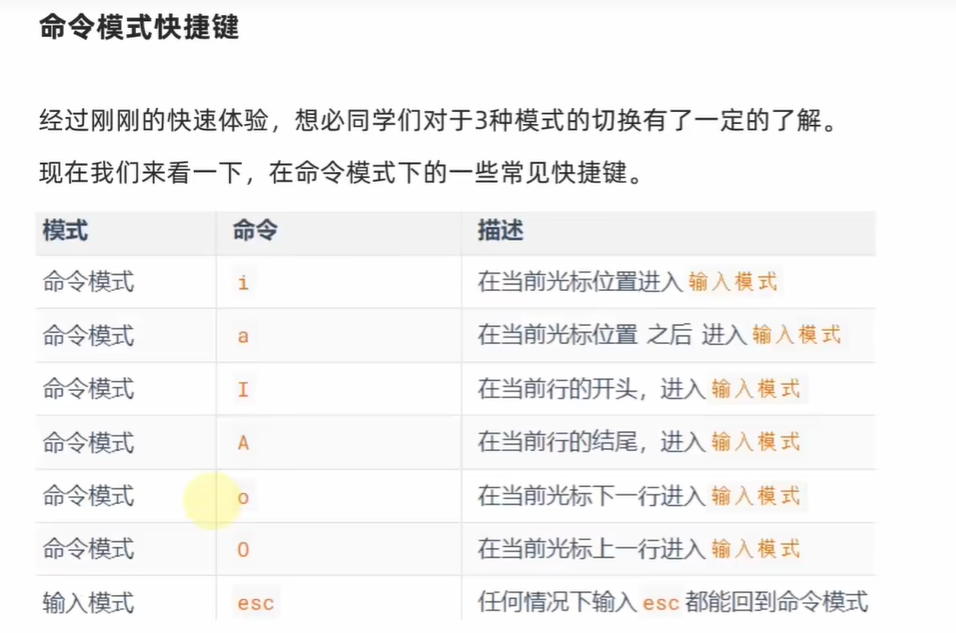 命令模式快捷键
经过刚刚的快速体验，想必同学们对于3种模式的切换有了一定的了解。
现在我们来看一下，在命令模式下的一些常见快捷键。
模式 命令 描述
命令模式 i 在当前光标位置进入 输入模式
命令模式 a 在当前光标位置 之后 进入 输入模式
命令模式 I 在当前行的开头，进入 输入模式
命令模式 A 在当前行的结尾，进入 输入模式
命令模式 o 在当前光标下一行进入 输入模式
命令模式 O 在当前光标上一行进入 输入模式
输入模式 esc 任何情况下输入 esc 都能回到命令模式